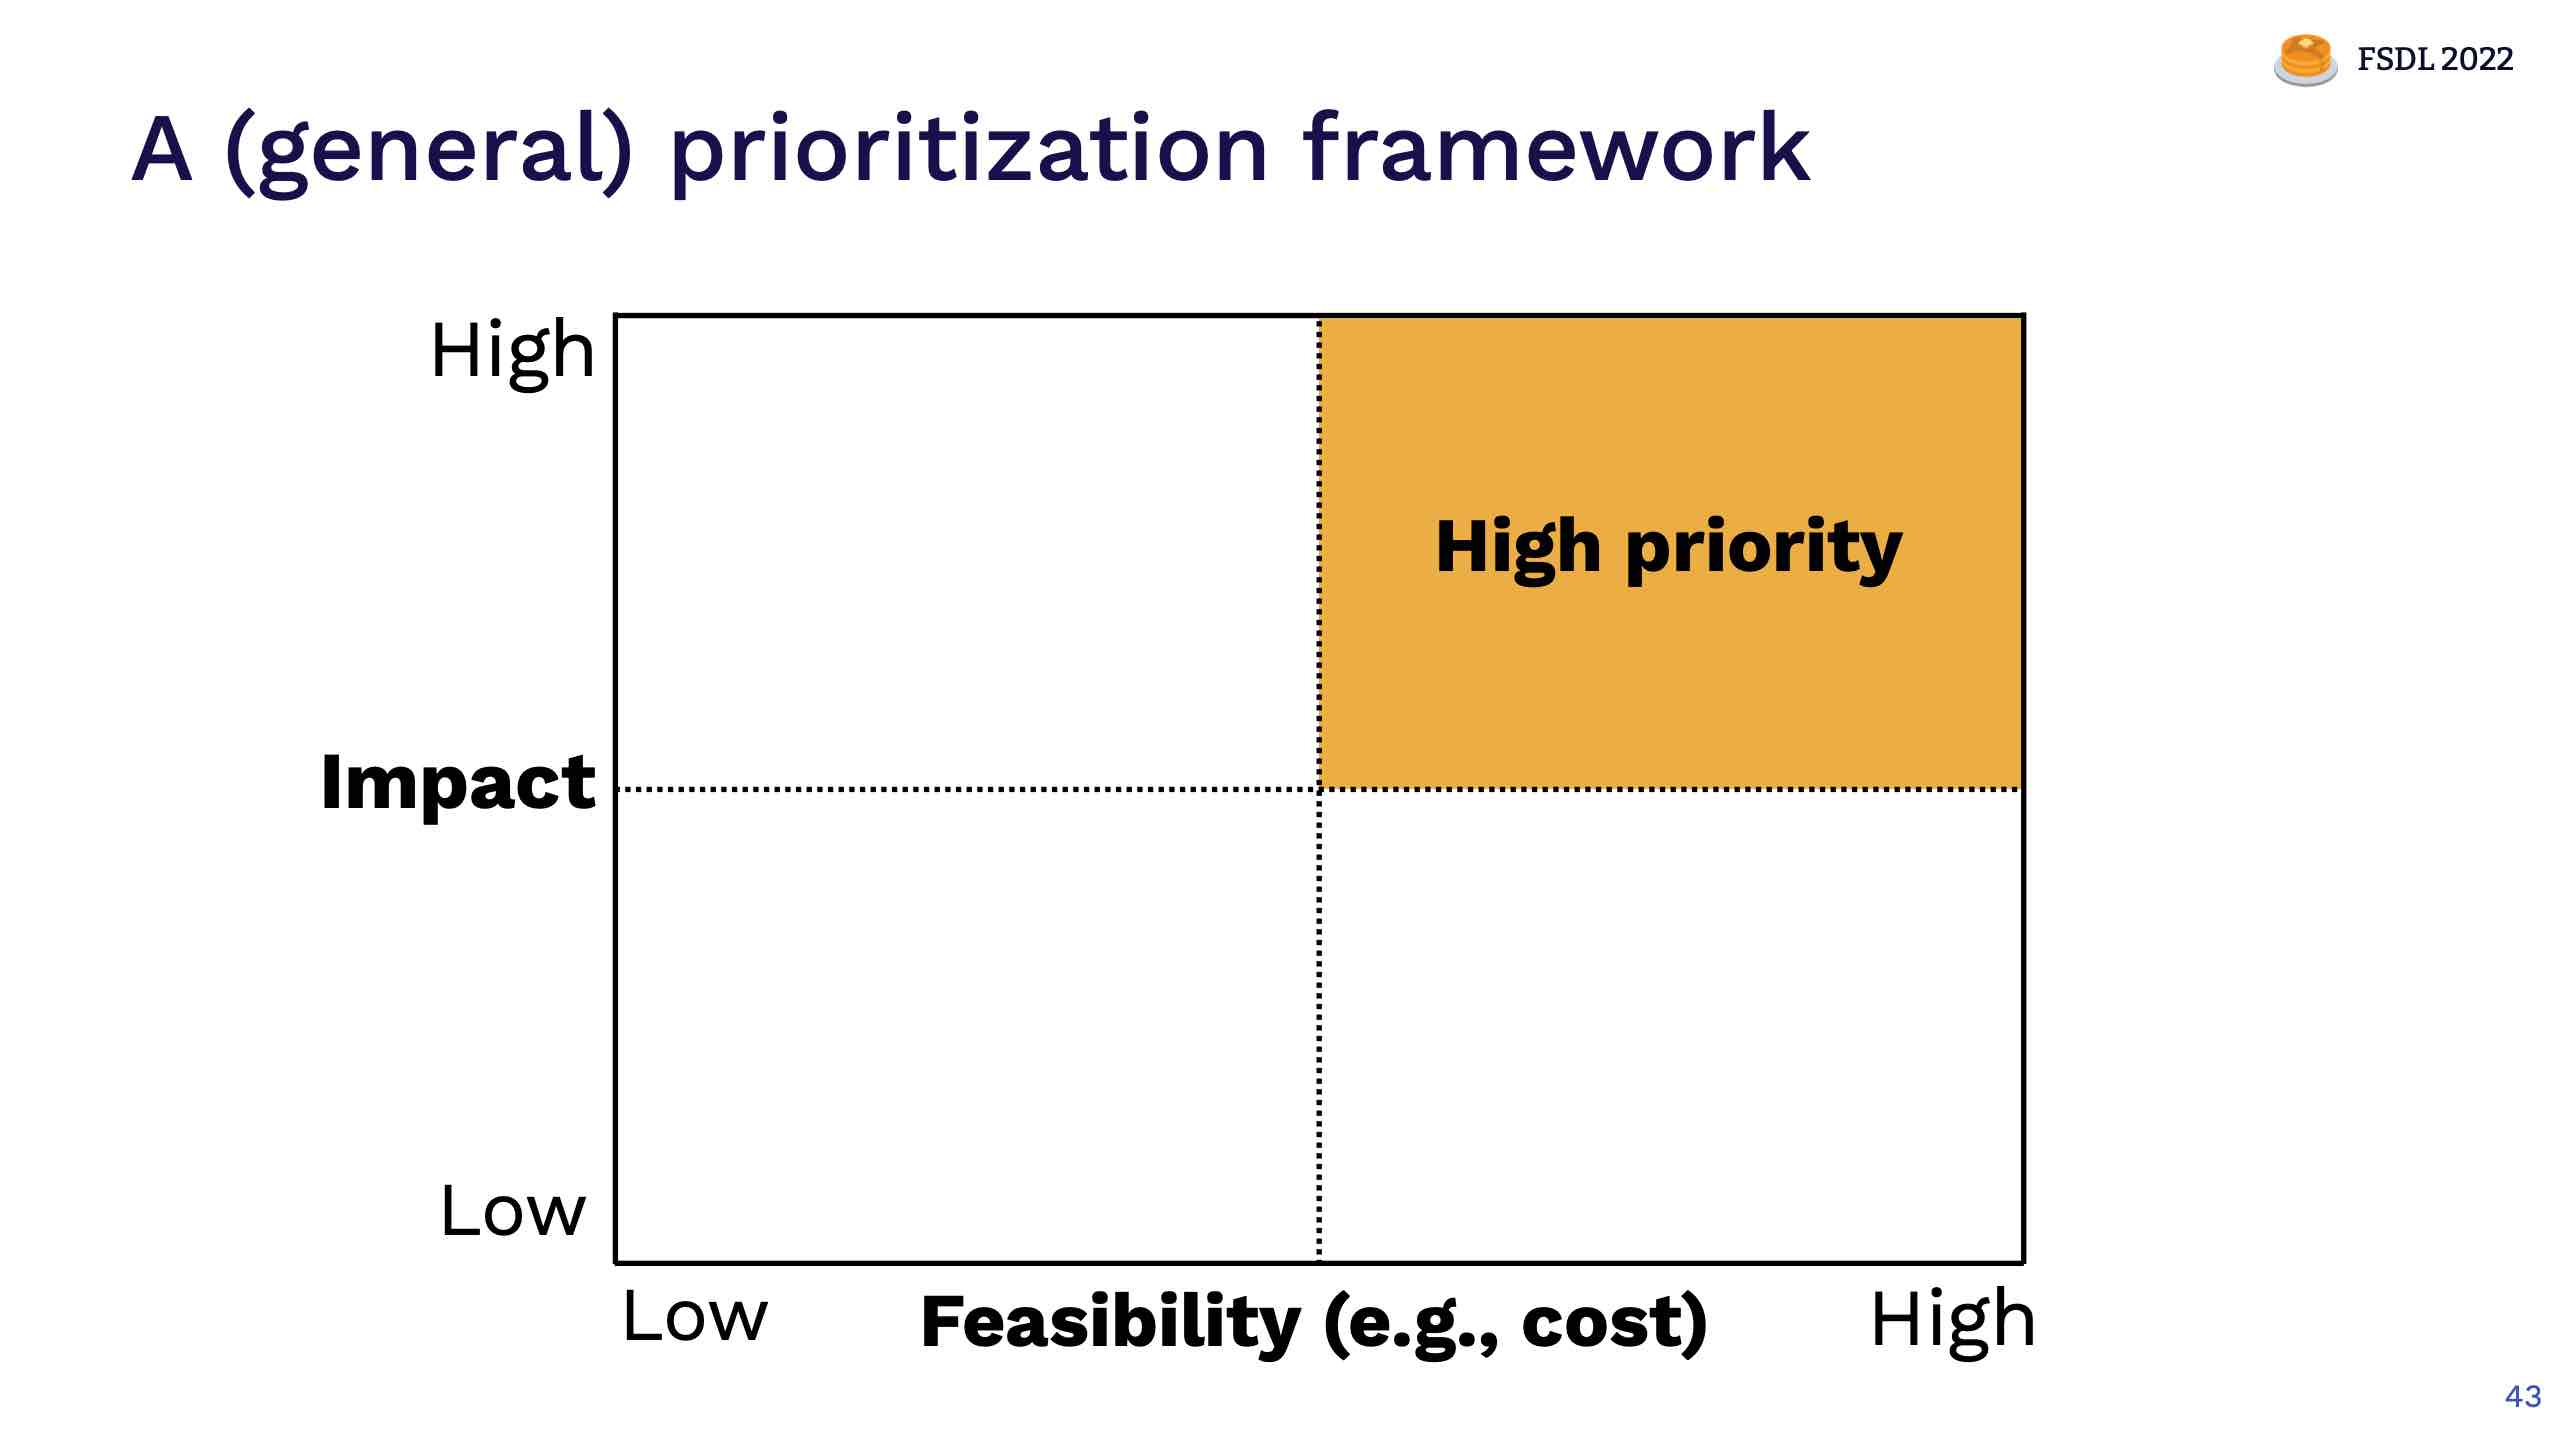 FSDL 2022
A (general) prioritization framework
High
High priority
Impact
Low
Low
Feasibility (e.g., cost)
High
43